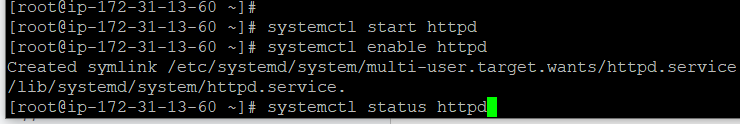 [root@ip-172-31-13-60 ~]#
[root@ip-172-31-13-60 ~]# systemctl start httpd
[root@ip-172-31-13-60 ~]# systemctl enable httpd
Created symlink /etc/systemd/system/multi-user.target.wants/httpd.service
/lib/systemd/system/httpd.service.
[root@ip-172-31-13-60 ~]# systemctl status httpd